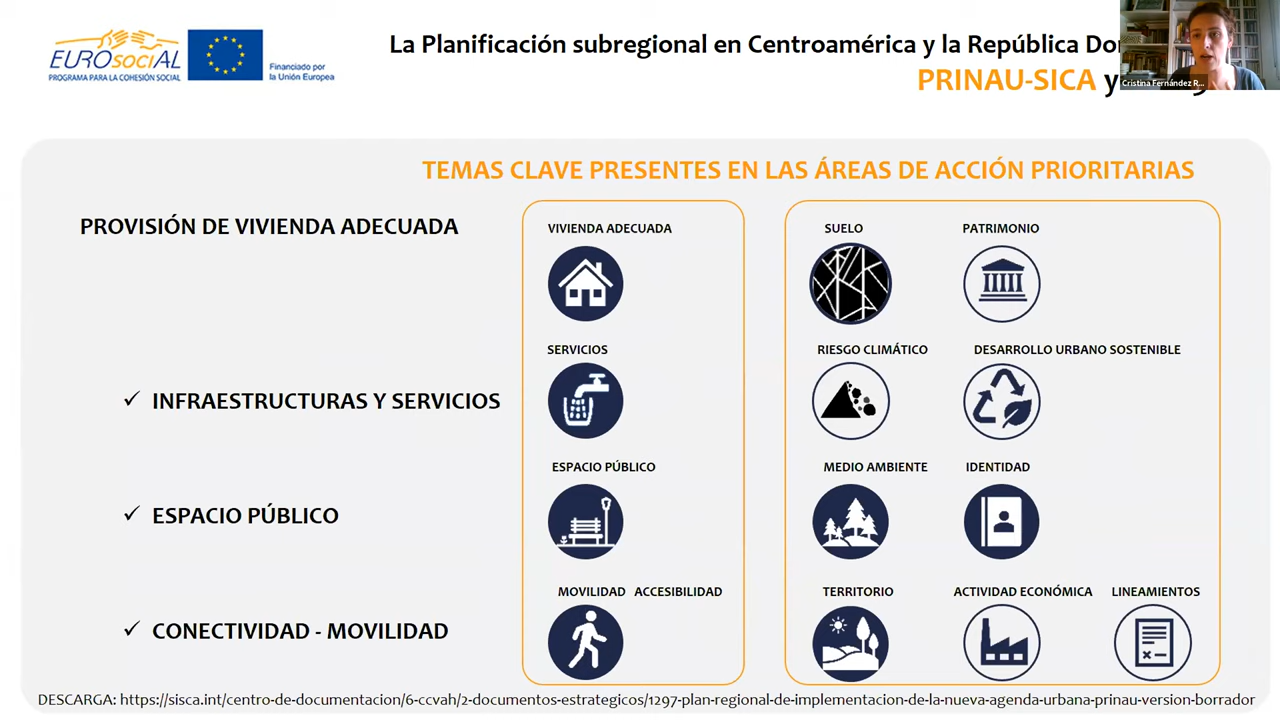 EUROsociAL
PROGRAMA PARA LA COHESIÓN SOCIAL
Financiado por
la Unión Europea
La Planificación subregional en Centroamérica y la República
PRINAU-SICA y
Cristina Fernández R...
TEMAS CLAVE PRESENTES EN LAS ÁREAS DE ACCIÓN PRIORITARIAS
PROVISIÓN DE VIVIENDA ADECUADA
VIVIENDA ADECUADA
SUELO
PATRIMONIO
SERVICIOS
RIESGO CLIMÁTICO
DESARROLLO URBANO SOSTENIBLE
✓ INFRAESTRUCTURAS Y SERVICIOS
ESPACIO PÚBLICO
MEDIO AMBIENTE
IDENTIDAD
✓ ESPACIO PÚBLICO
MOVILIDAD ACCESIBILIDAD
TERRITORIO
ACTIVIDAD ECONÓMICA
LINEAMIENTOS
✓ CONECTIVIDAD - MOVILIDAD
DESCARGA: https://sisca.int/centro-de-documentacion/6-ccvah/2-documentos-estrategicos/1297-plan-regional-de-implementacion-de-la-nueva-agenda-urbana-prinau-version-borrador